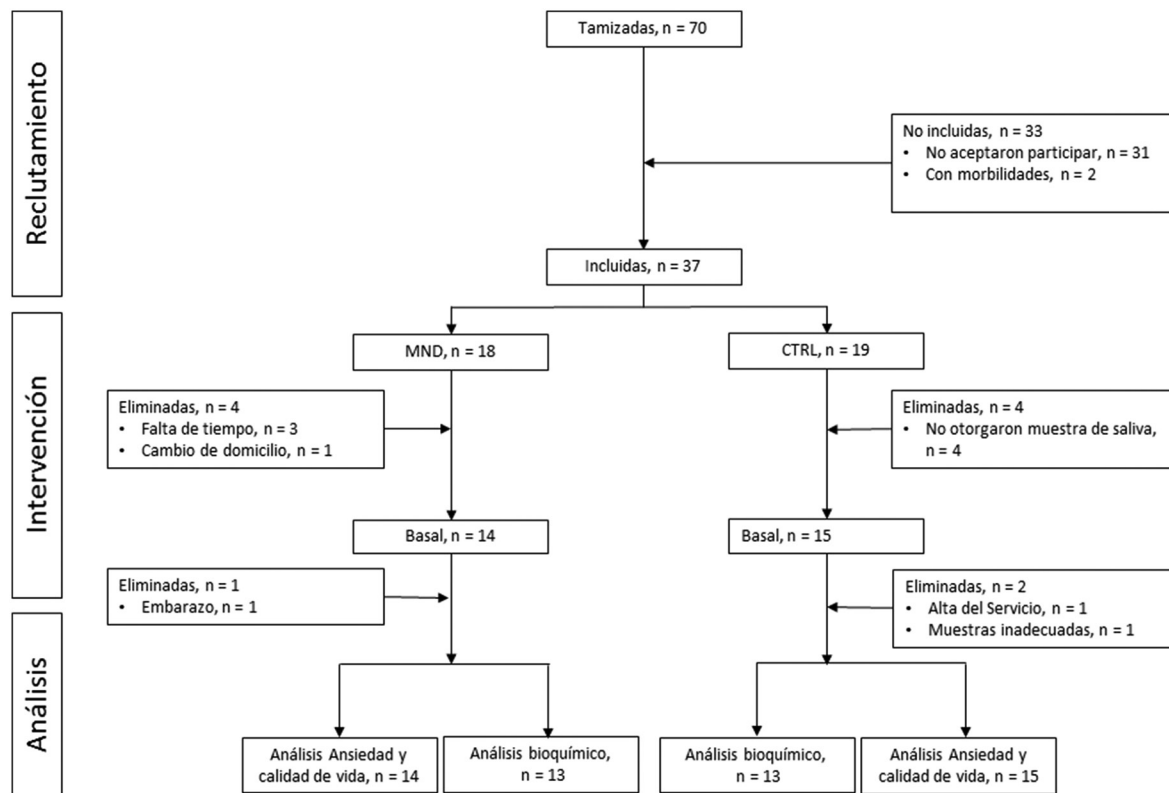 Reclutamiento
Tamizadas, n = 70
No incluidas, n = 33
• No aceptaron participar, n = 31
• Con morbilidades, n = 2
Incluidas, n = 37
Intervención
MND, n = 18
CTRL, n = 19
Eliminadas, n = 4
• Falta de tiempo, n = 3
• Cambio de domicilio, n = 1
Eliminadas, n = 4
• No otorgaron muestra de saliva,
n = 4
Basal, n = 14
Basal, n = 15
Eliminadas, n = 1
• Embarazo, n = 1
Eliminadas, n = 2
• Alta del Servicio, n = 1
• Muestras inadecuadas, n = 1
Análisis
Análisis Ansiedad y
calidad de vida, n = 14
Análisis bioquímico,
n = 13
Análisis bioquímico,
n = 13
Análisis Ansiedad y
calidad de vida, n = 15